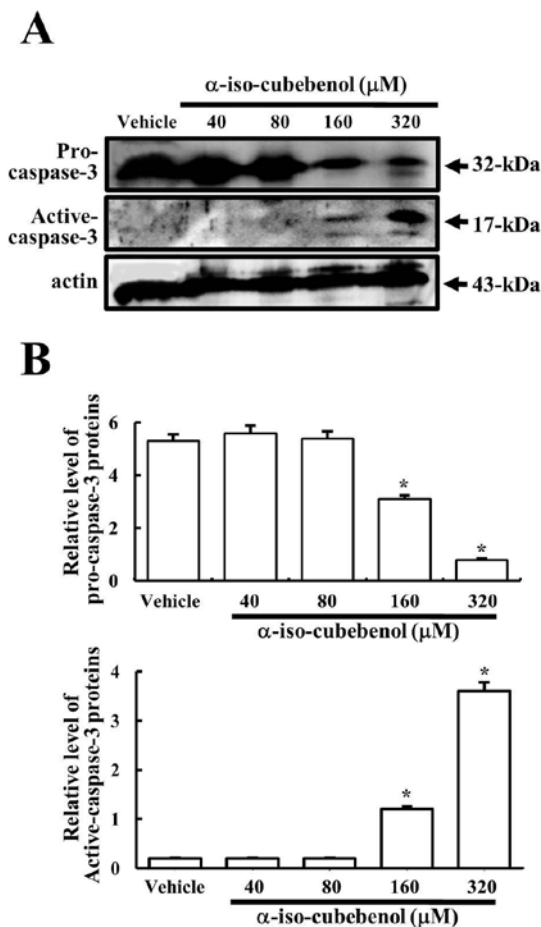 A
α-iso-cubebenol (μM)
Vehicle 40 80 160 320
Pro-
caspase-3
32-kDa
Active-
caspase-3
17-kDa
actin
43-kDa
B
Relative level of
pro-caspase-3 proteins
6
4
2
0
*
*
Vehicle 40 80 160 320
α-iso-cubebenol (μM)
Relative level of
Active-caspase-3 proteins
4
3
2
1
0
*
*
Vehicle 40 80 160 320
α-iso-cubebenol (μM)